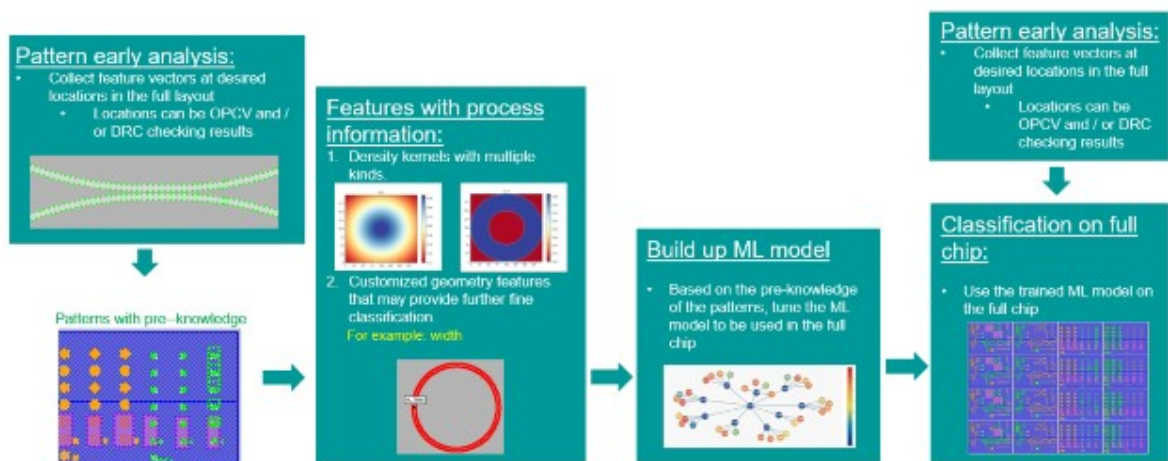 Pattern early analysis:
• Collect feature vectors at desired
locations in the full layout
• Locations can be OPCV and /
or DRC checking results
Patterns with pre--knowledge
Features with process
information:
1. Density kernels with multiple
kinds.
2. Customized geometry features
that may provide further fine
classification
For example: width
Build up ML model
• Based on the pre-knowledge
of the patterns, tune the ML
model to be used in the full
chip
Pattern early analysis:
• Collect feature vectors at
desired locations in the full
layout
• Locations can be
OPCV and / or DRC
checking results
Classification on full
chip:
• Use the trained ML model on
the full chip